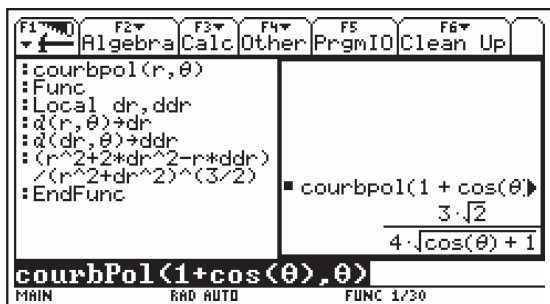 F1 F2 F3 F4 F5 F6
Algebra Calc Other PrgmIO Clean Up
:courbpol(r,θ)
:Func
:Local dr,ddr
:d(r,θ)→dr
:d(dr,θ)→ddr
:(r^2+2*dr^2-r*ddr)
/(r^2+dr^2)^(3/2)
:EndFunc
▪ courbpol(1 + cos(θ)▶
3·√2
4·√cos(θ) + 1
courbPol(1+cos(θ),θ)
MAIN RAD AUTO FUNC 1/30